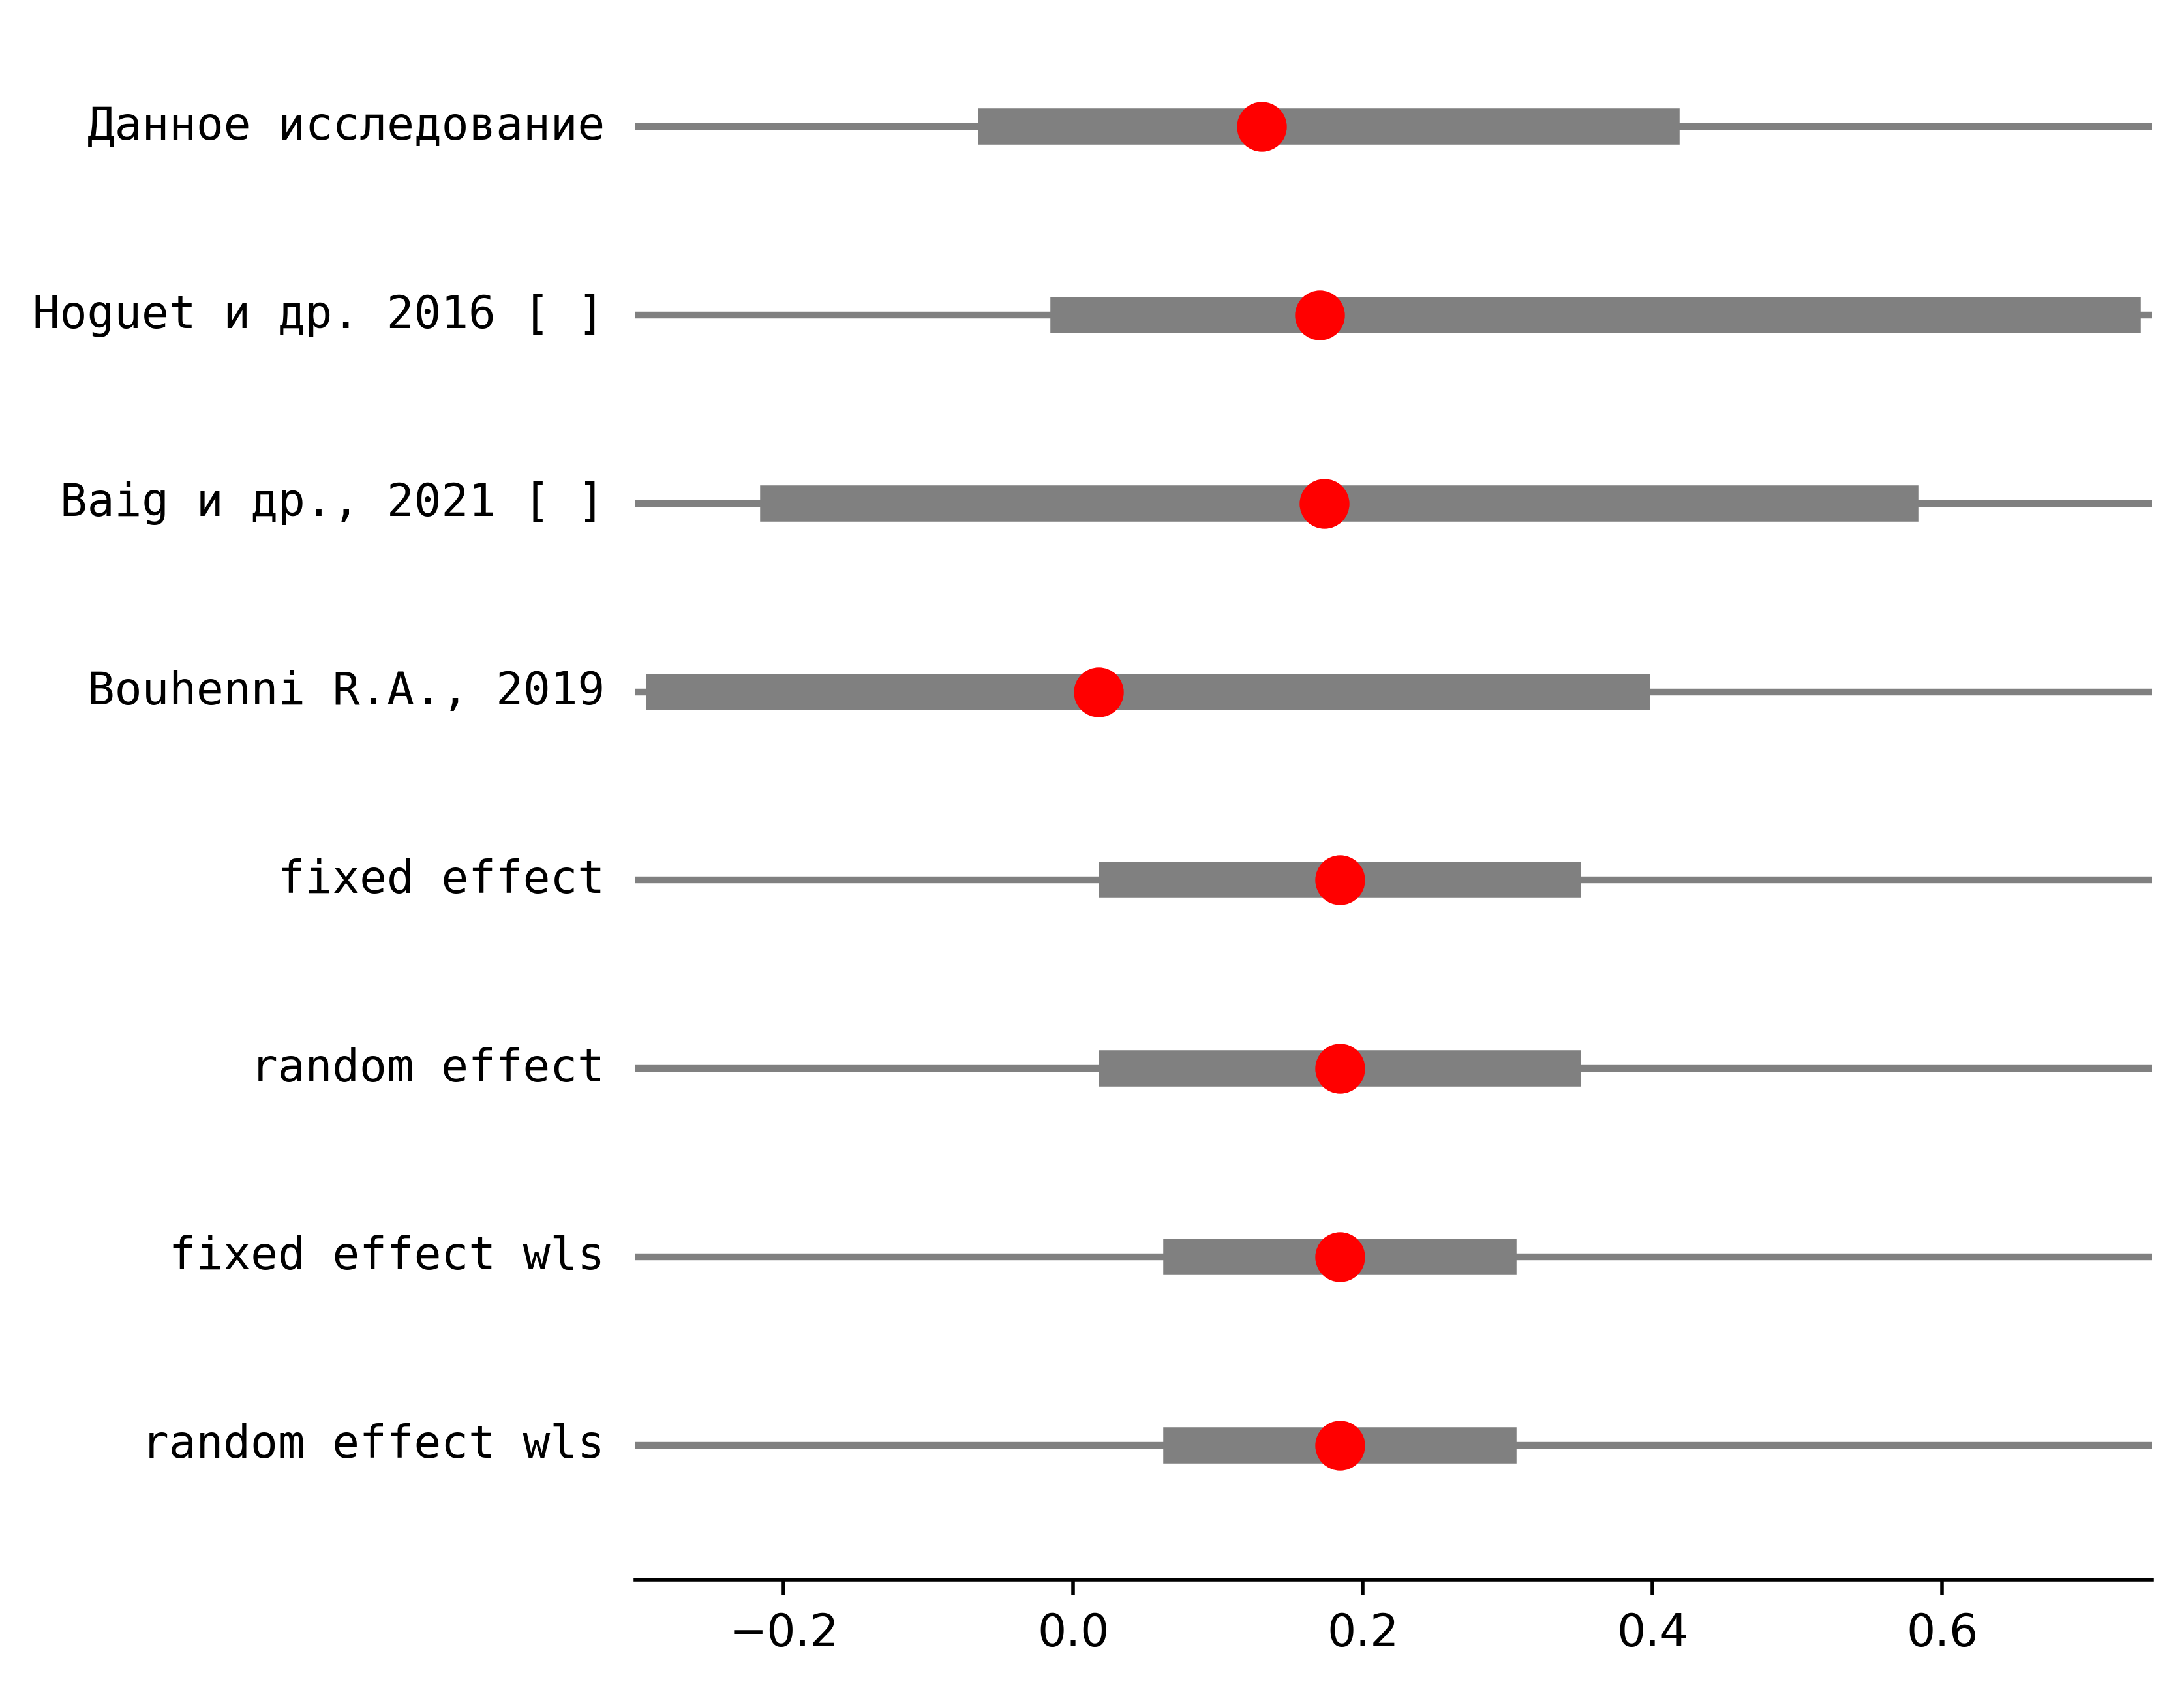 Данное исследование
Hoguet и др. 2016 [ ]
Baig и др., 2021 [ ]
Bouhenni R.A., 2019
fixed effect
random effect
fixed effect wls
random effect wls
−0.2 0.0 0.2 0.4 0.6